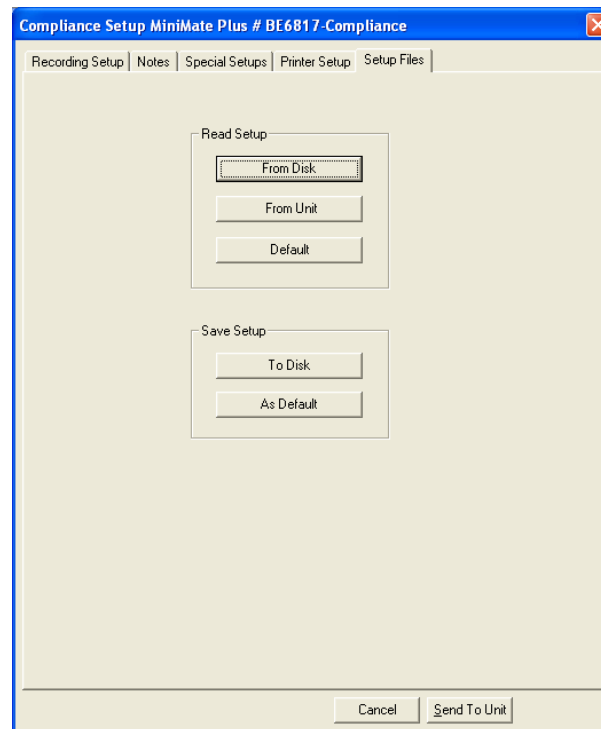 Compliance Setup MiniMate Plus # BE6817-Compliance
Recording Setup Notes Special Setups Printer Setup Setup Files
Read Setup
From Disk
From Unit
Default
Save Setup
To Disk
As Default
Cancel Send To Unit